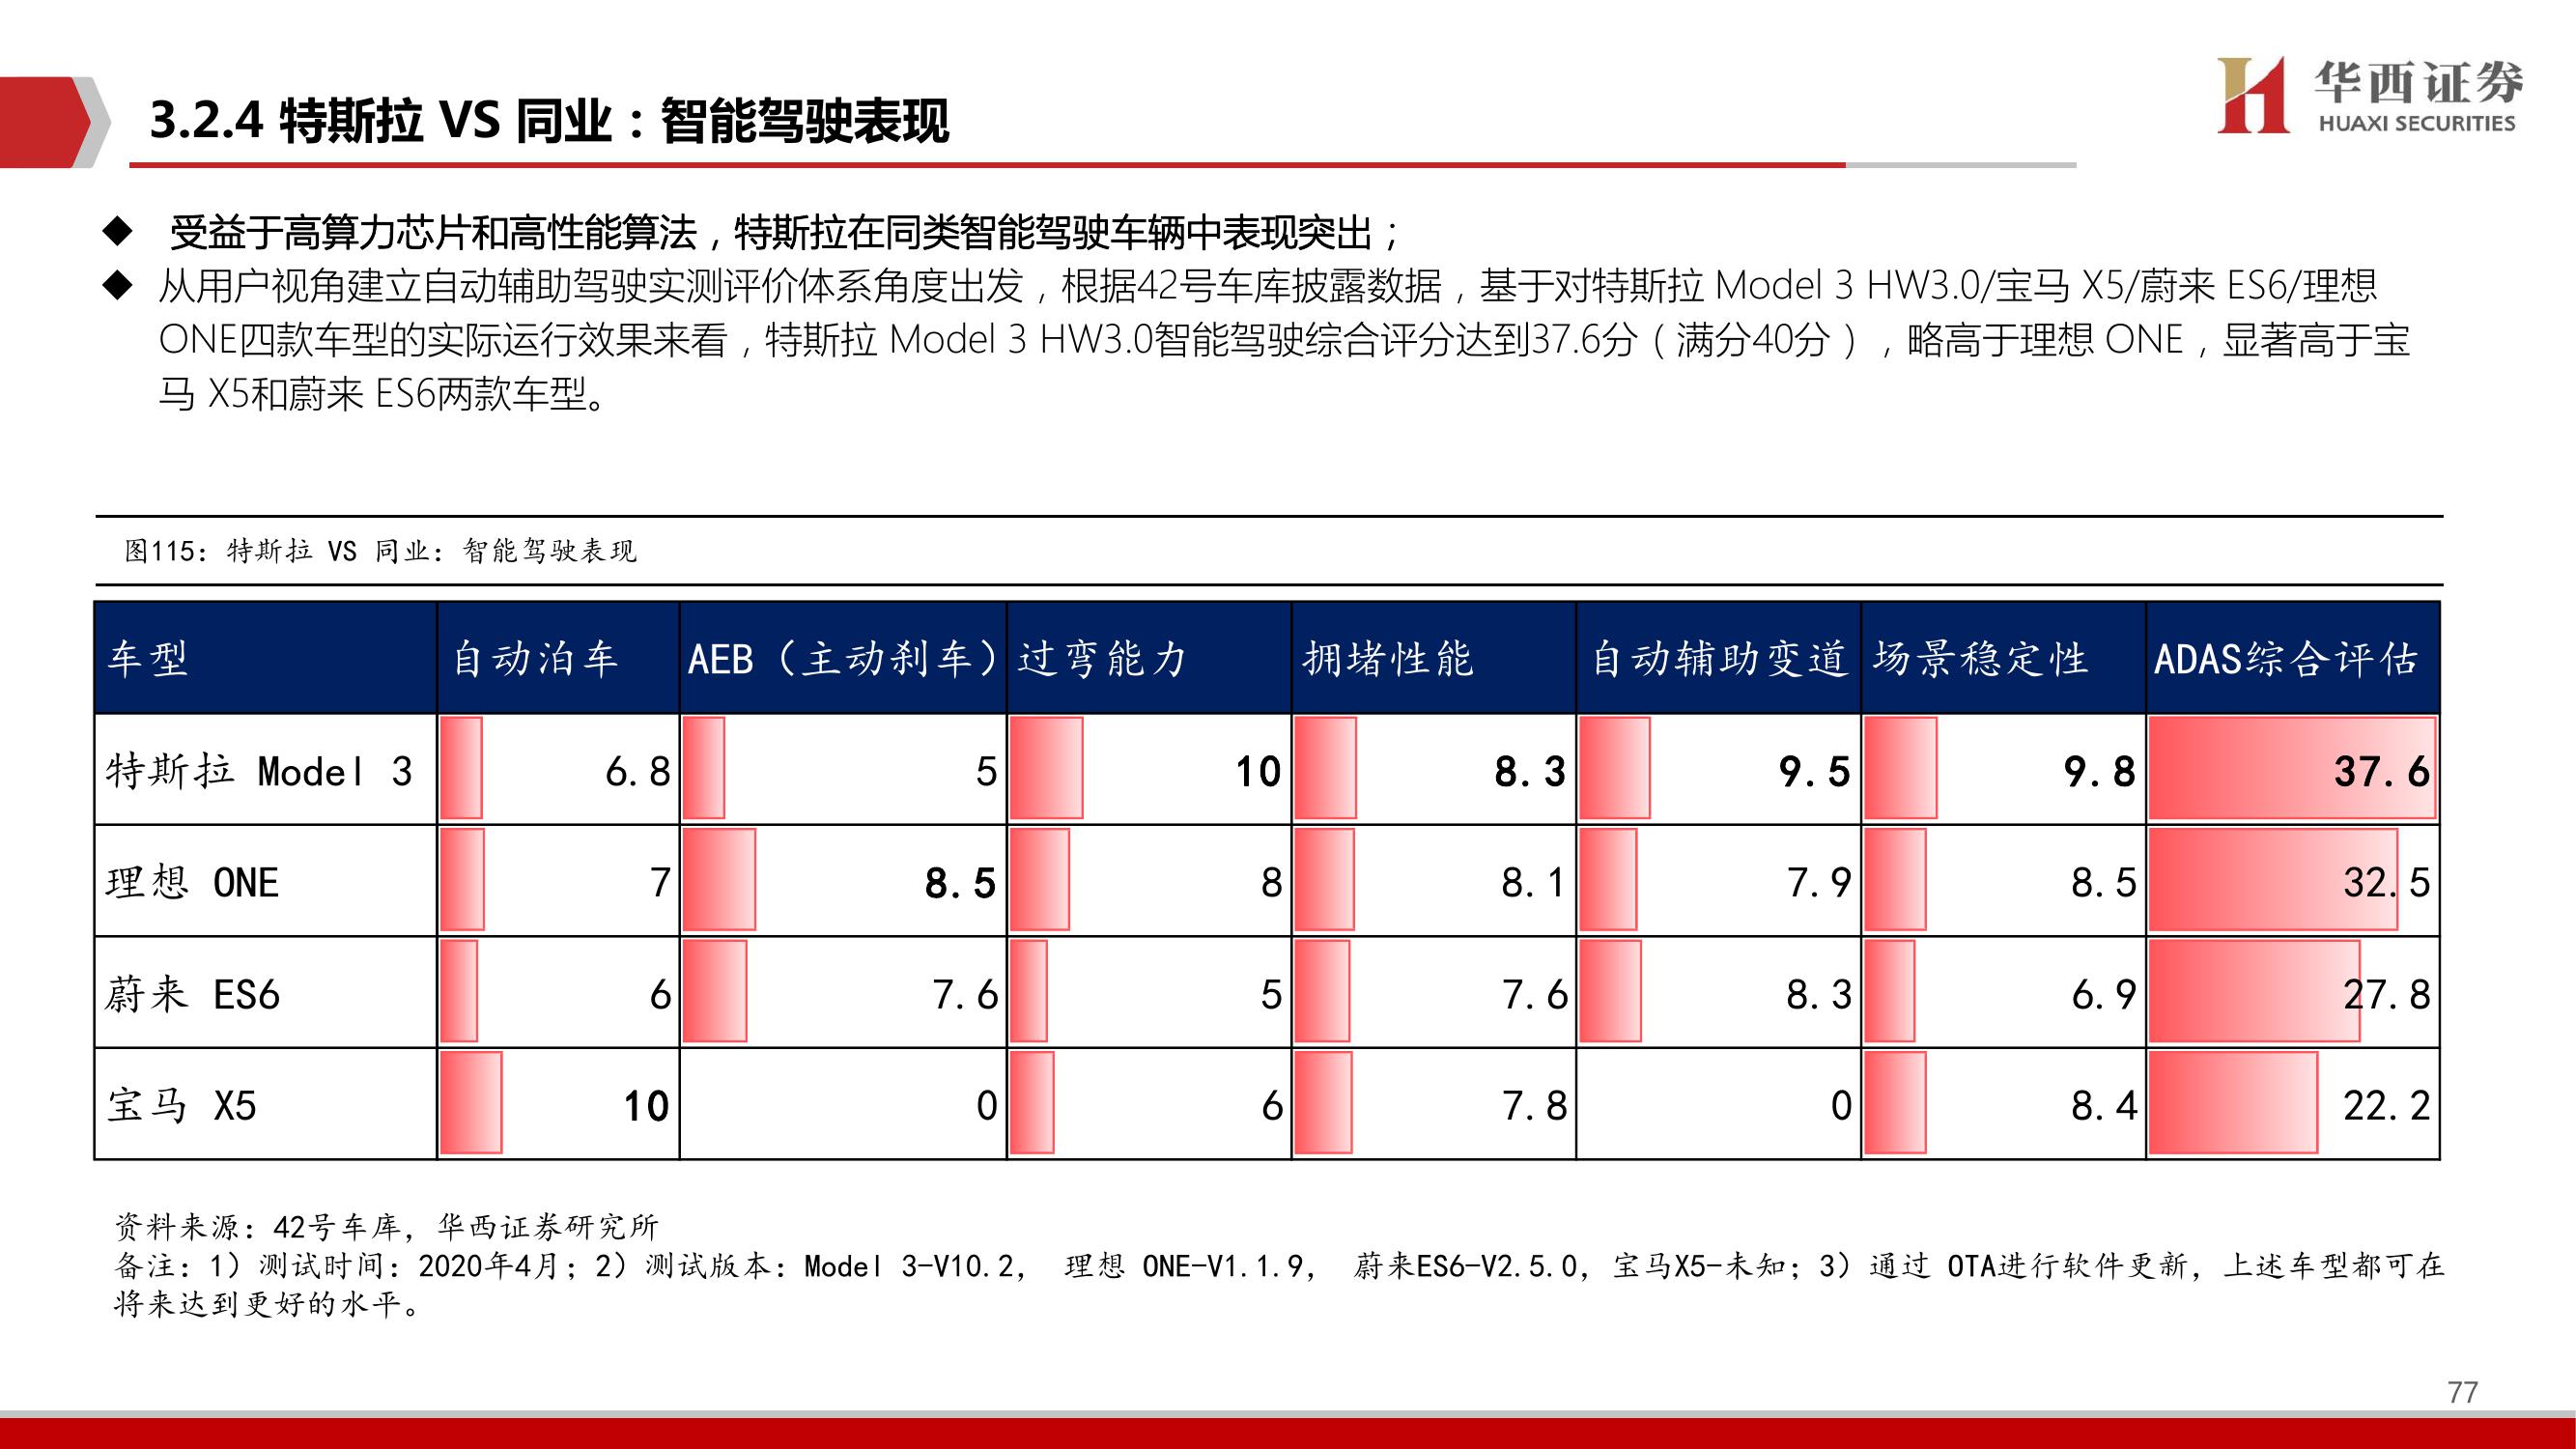 3.2.4 特斯拉 VS 同业：智能驾驶表现
华西证券
HUAXI SECURITIES
◆ 受益于高算力芯片和高性能算法，特斯拉在同类智能驾驶车辆中表现突出；
◆ 从用户视角建立自动辅助驾驶实测评价体系角度出发，根据42号车库披露数据，基于对特斯拉 Model 3 HW3.0/宝马 X5/蔚来 ES6/理想
ONE四款车型的实际运行效果来看，特斯拉 Model 3 HW3.0智能驾驶综合评分达到37.6分（满分40分），略高于理想 ONE，显著高于宝
马 X5和蔚来 ES6两款车型。
图115：特斯拉 VS 同业：智能驾驶表现
车型 自动泊车 AEB（主动刹车） 过弯能力 拥堵性能 自动辅助变道 场景稳定性 ADAS综合评估
特斯拉 Model 3 6.8 5 10 8.3 9.5 9.8 37.6
理想 ONE 7 8.5 8 8.1 7.9 8.5 32.5
蔚来 ES6 6 7.6 5 7.6 8.3 6.9 27.8
宝马 X5 10 0 6 7.8 0 8.4 22.2
资料来源：42号车库，华西证券研究所
备注：1）测试时间：2020年4月；2）测试版本：Model 3-V10.2， 理想 ONE-V1.1.9， 蔚来ES6-V2.5.0，宝马X5-未知；3）通过 OTA进行软件更新，上述车型都可在
将来达到更好的水平。
77